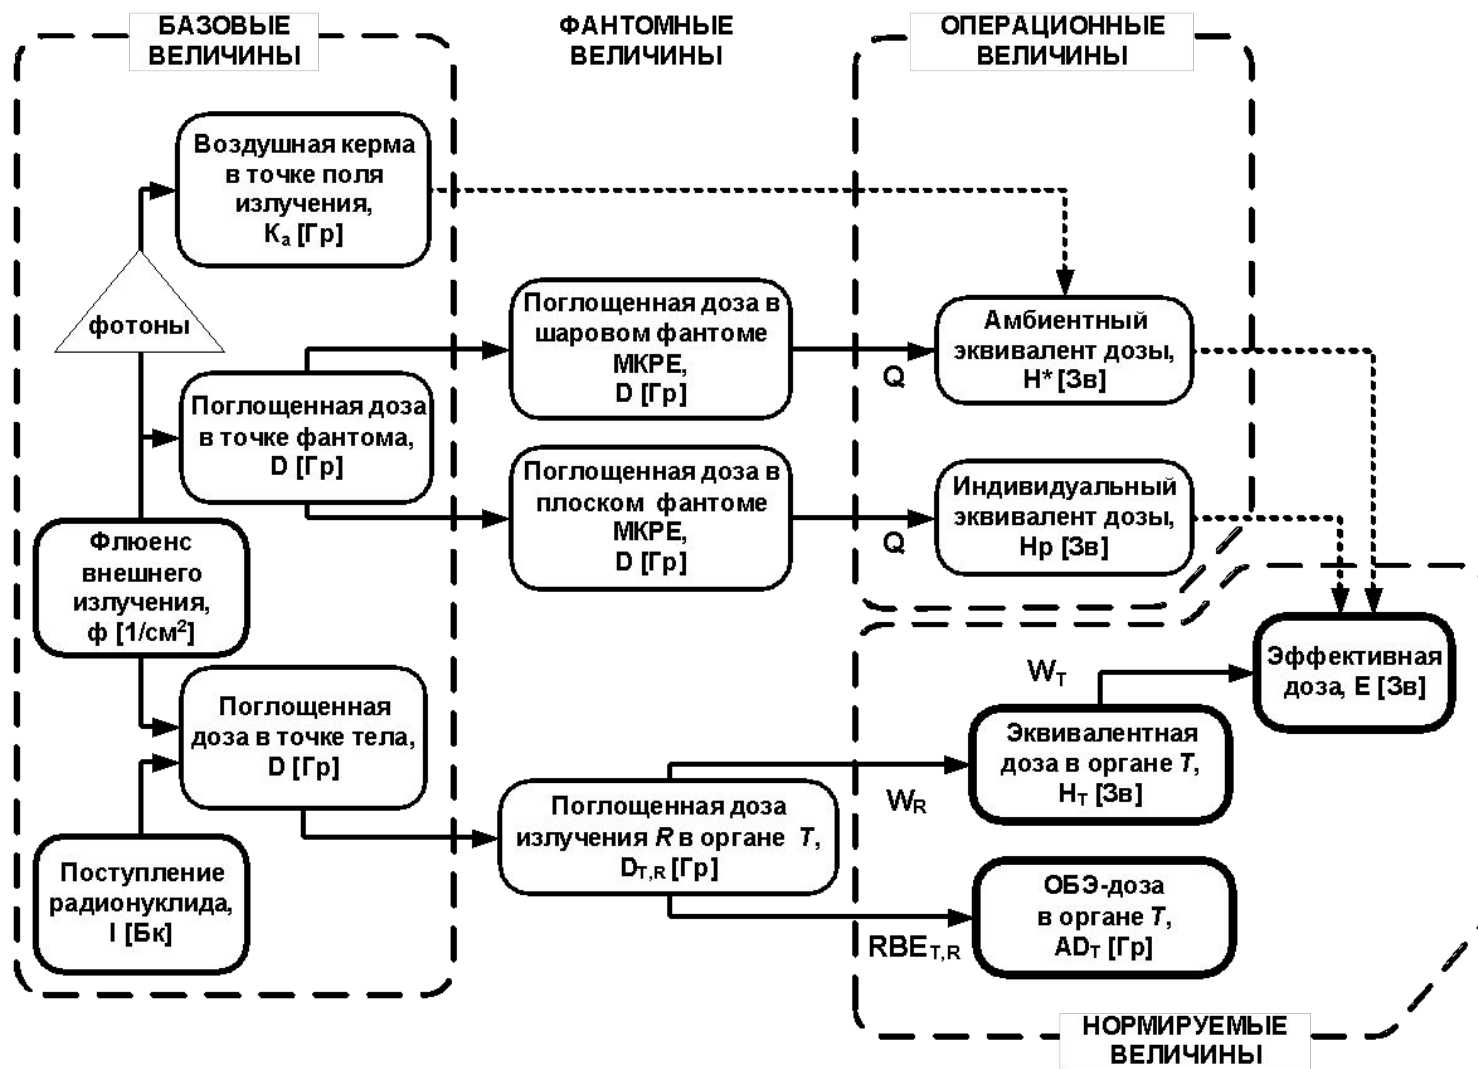 БАЗОВЫЕ
ВЕЛИЧИНЫ
ФАНТОМНЫЕ
ВЕЛИЧИНЫ
ОПЕРАЦИОННЫЕ
ВЕЛИЧИНЫ
Воздушная керма
в точке поля
излучения,
Kₐ [Гр]
фотоны
Поглощенная доза
в точке фантома,
D [Гр]
Флюенс
внешнего
излучения,
ф [1/см²]
Поглощенная
доза в точке тела,
D [Гр]
Поступление
радионуклида,
I [Бк]
Поглощенная доза в
шаровом фантоме
МКРЕ,
D [Гр]
Q
Поглощенная доза в
плоском фантоме
МКРЕ,
D [Гр]
Q
Амбиентный
эквивалент дозы,
H* [Зв]
Индивидуальный
эквивалент дозы,
Hp [Зв]
Поглощенная доза
излучения R в органе T,
D_T,R [Гр]
W_R
RBE_T,R
W_T
Эффективная
доза, E [Зв]
Эквивалентная
доза в органе T,
H_T [Зв]
ОБЭ-доза
в органе T,
AD_T [Гр]
НОРМИРУЕМЫЕ
ВЕЛИЧИНЫ